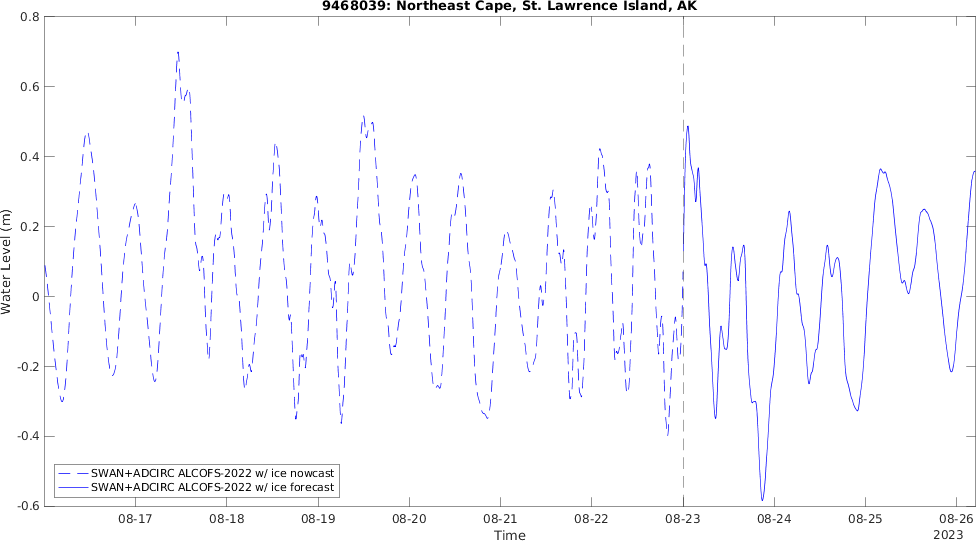 9468039: Northeast Cape, St. Lawrence Island, AK
0.8
0.6
0.4
0.2
0
-0.2
-0.4
-0.6
Water Level (m)
SWAN+ADCIRC ALCOFS-2022 w/ ice nowcast
SWAN+ADCIRC ALCOFS-2022 w/ ice forecast
08-17 08-18 08-19 08-20 08-21 08-22 08-23 08-24 08-25 08-26
Time
2023